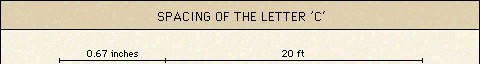 SPACING OF THE LETTER 'C'
0.67 inches 20 ft